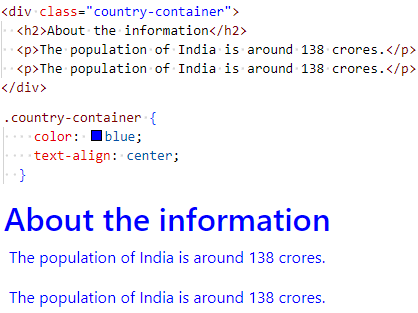 <div class="country-container">
<h2>About the information</h2>
<p>The population of India is around 138 crores.</p>
<p>The population of India is around 138 crores.</p>
</div>
.country-container {
color: blue;
text-align: center;
}
About the information
The population of India is around 138 crores.
The population of India is around 138 crores.